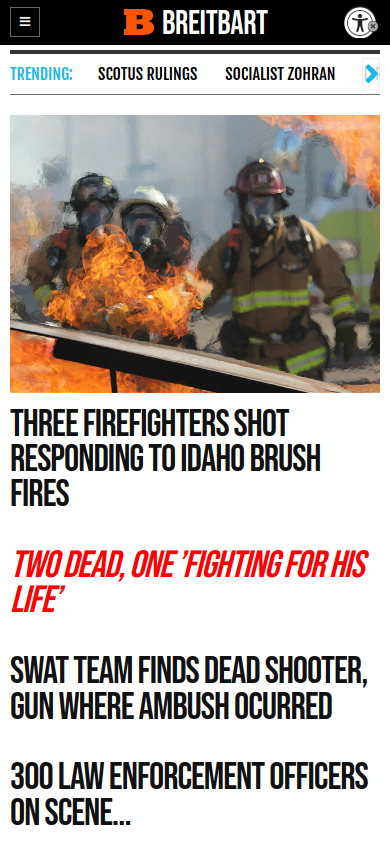 B BREITBART
TRENDING: SCOTUS RULINGS SOCIALIST ZOHRAN
THREE FIREFIGHTERS SHOT
RESPONDING TO IDAHO BRUSH
FIRES
TWO DEAD, ONE 'FIGHTING FOR HIS
LIFE'
SWAT TEAM FINDS DEAD SHOOTER,
GUN WHERE AMBUSH OCURRED
300 LAW ENFORCEMENT OFFICERS
ON SCENE...